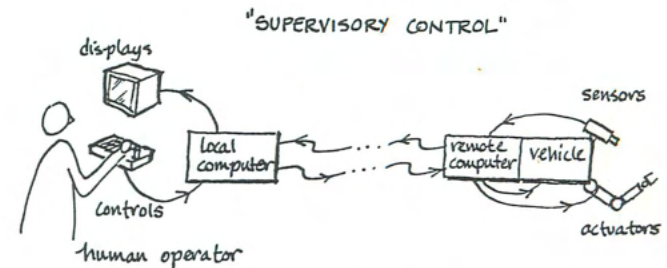 "SUPERVISORY CONTROL"
displays
sensors
local
computer
...
...
remote
computer
vehicle
controls
actuators
human operator